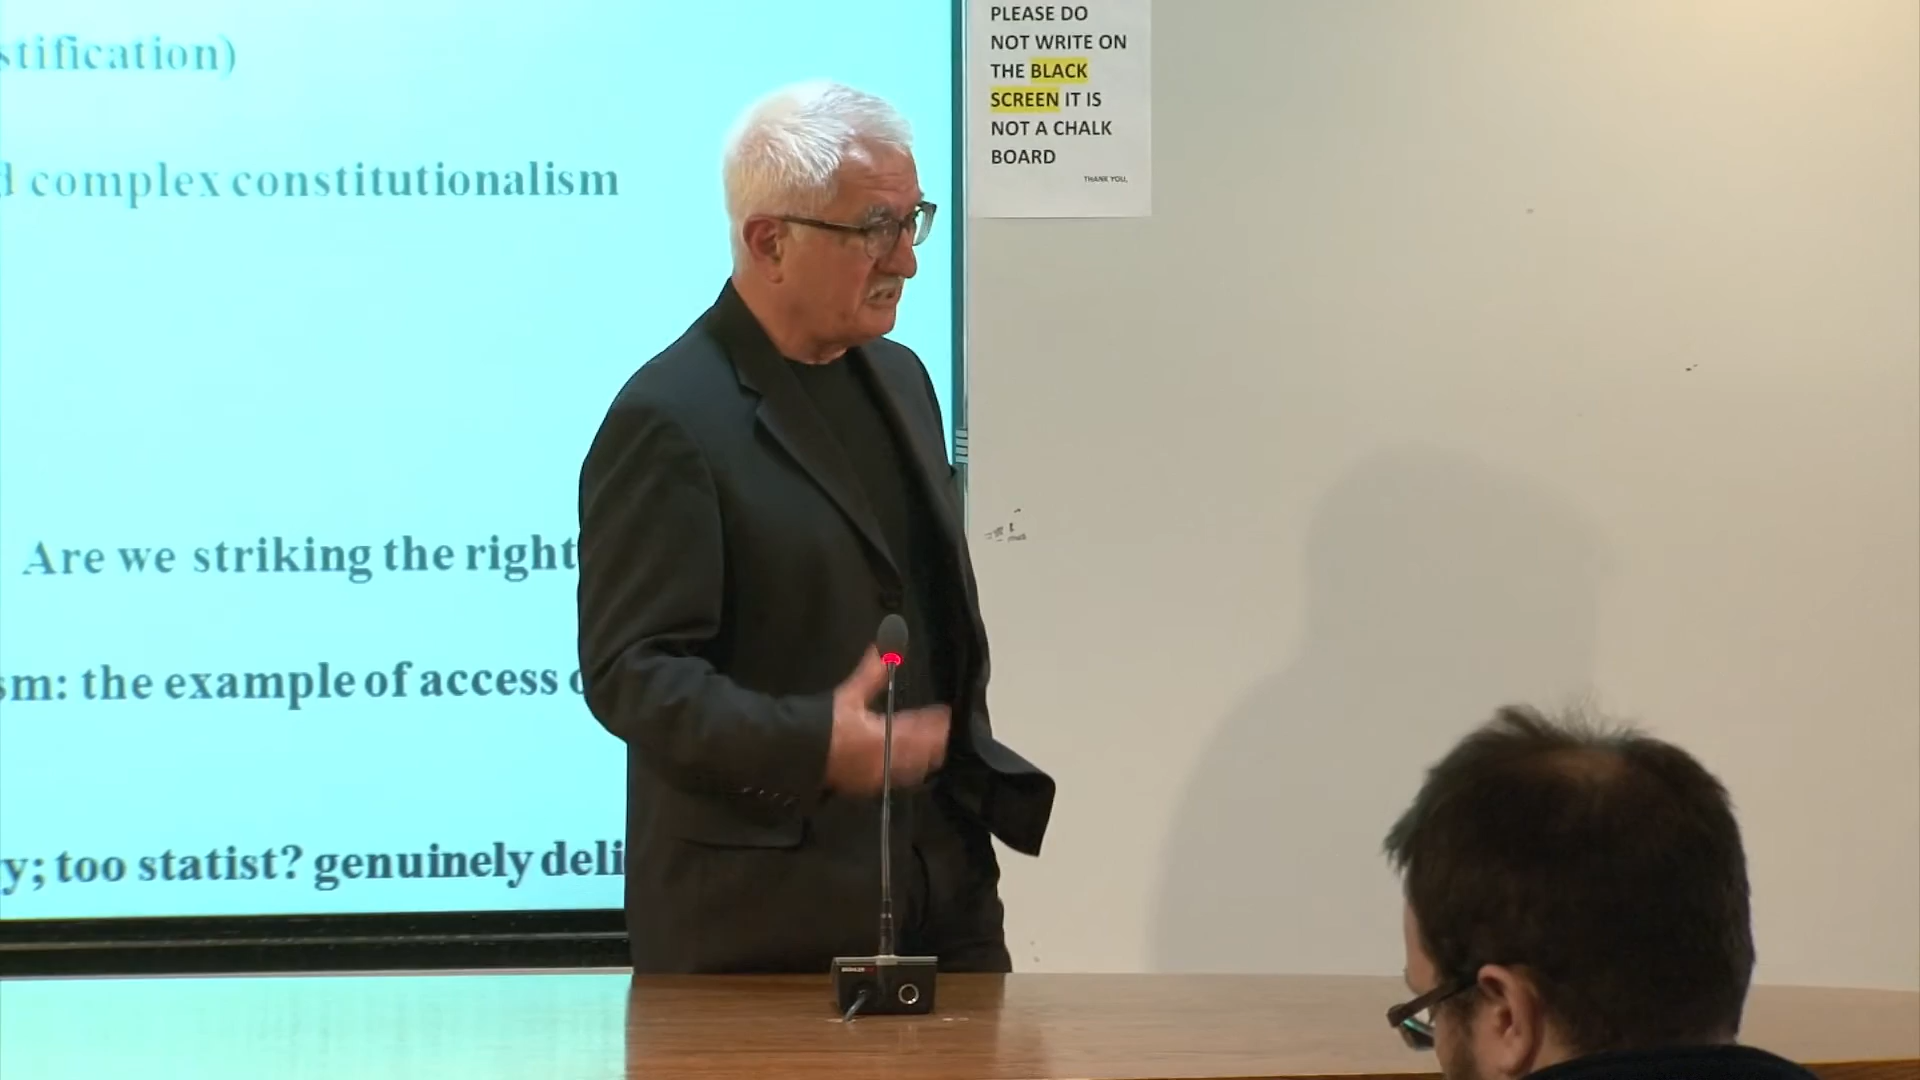 stification)
d complex constitutionalism
Are we striking the right
sm: the example of access
y; too statist? genuinely deli
PLEASE DO
NOT WRITE ON
THE BLACK
SCREEN IT IS
NOT A CHALK
BOARD
THANK YOU.